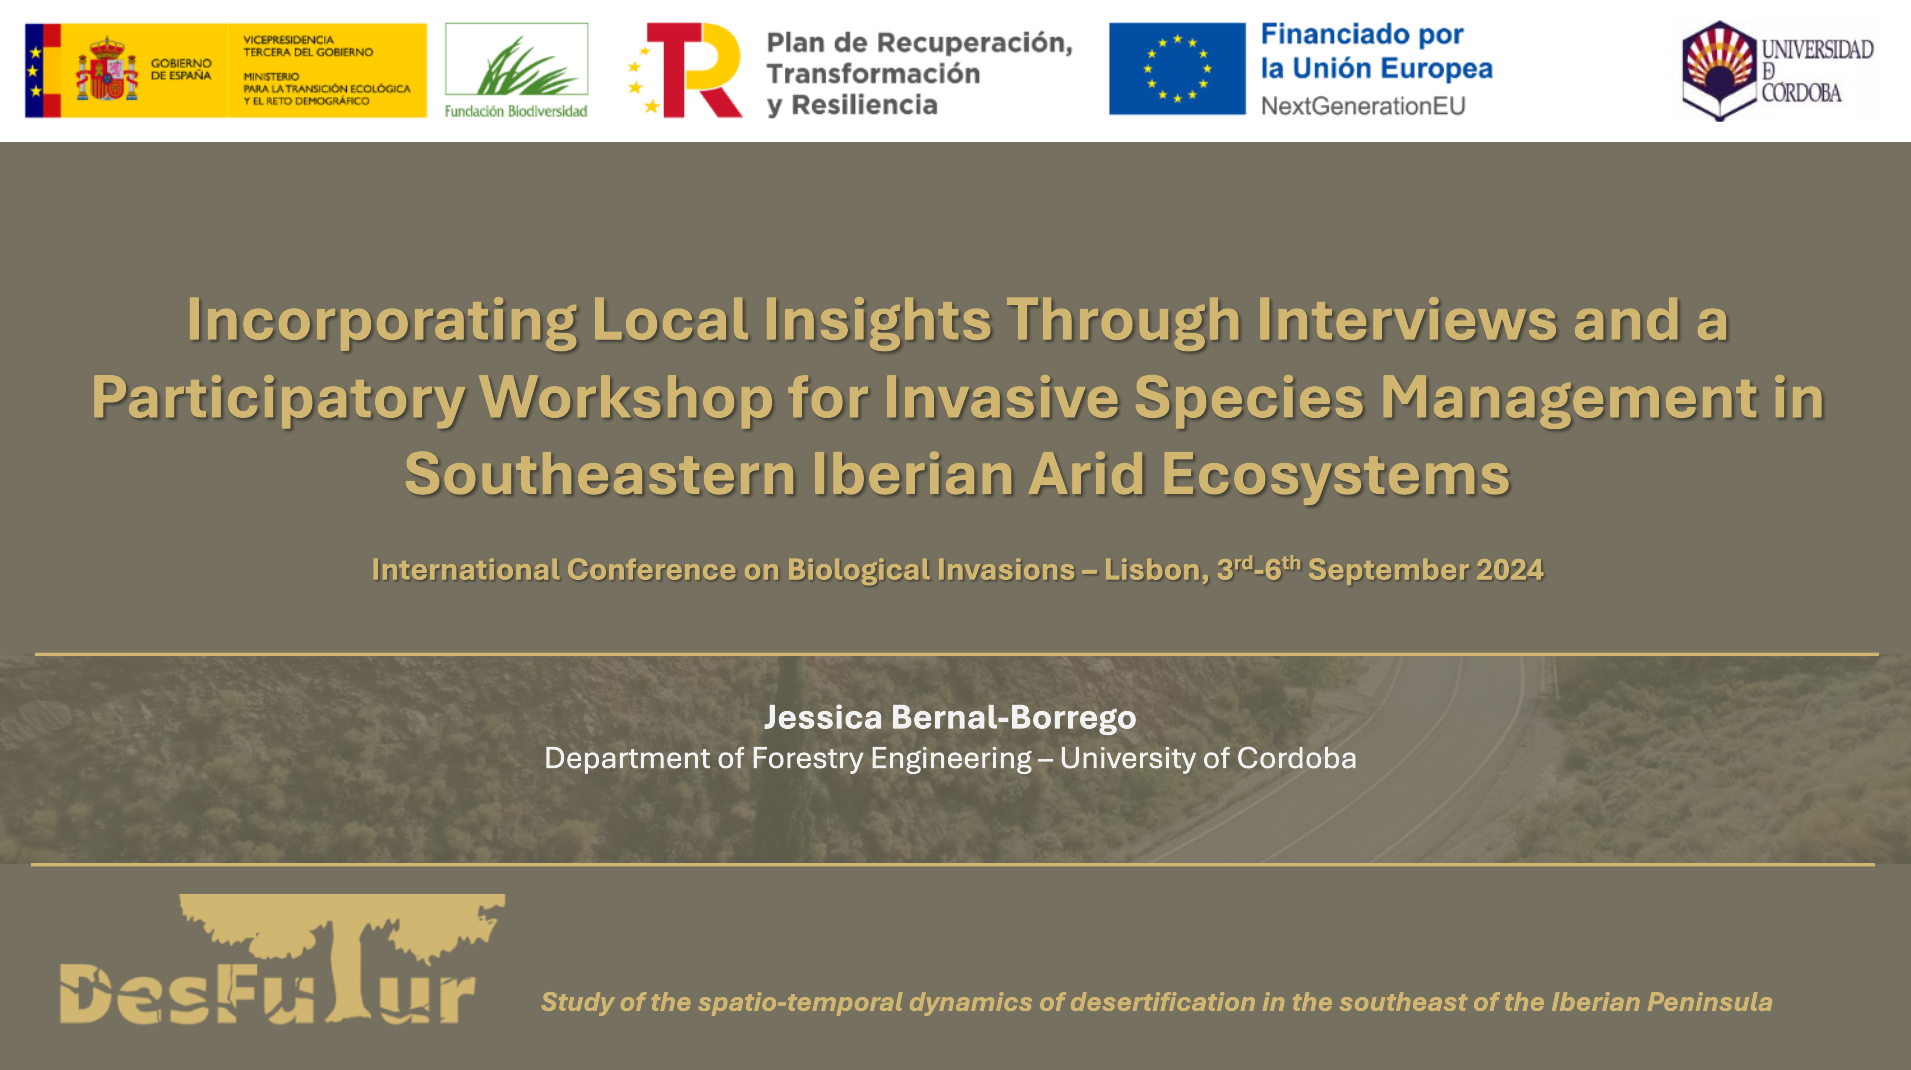 GOBIERNO
DE ESPAÑA
VICEPRESIDENCIA
TERCERA DEL GOBIERNO
MINISTERIO
PARA LA TRANSICIÓN ECOLÓGICA
Y EL RETO DEMOGRÁFICO
Fundación Biodiversidad
Plan de Recuperación,
Transformación
y Resiliencia
Financiado por
la Unión Europea
NextGenerationEU
UNIVERSIDAD
D
CÓRDOBA
Incorporating Local Insights Through Interviews and a
Participatory Workshop for Invasive Species Management in
Southeastern Iberian Arid Ecosystems
International Conference on Biological Invasions – Lisbon, 3rd-6th September 2024
Jessica Bernal-Borrego
Department of Forestry Engineering – University of Cordoba
DesFuTur
Study of the spatio-temporal dynamics of desertification in the southeast of the Iberian Peninsula